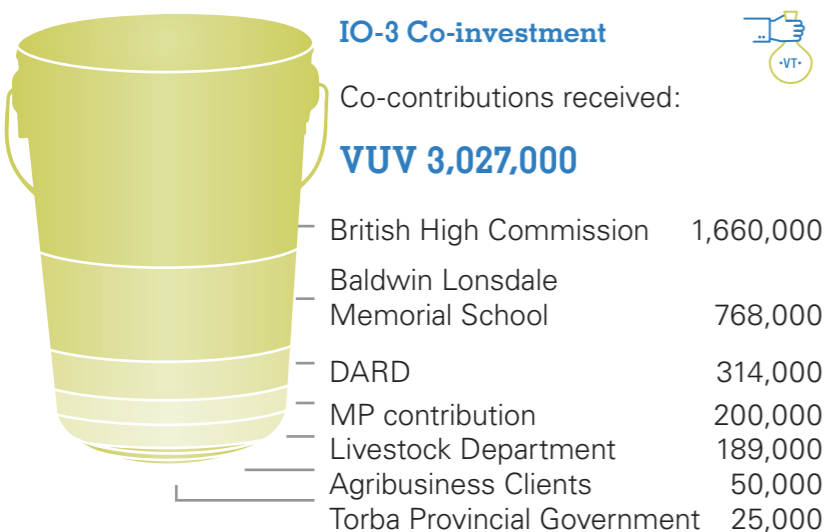 IO-3 Co-investment
·VT·
Co-contributions received:
VUV 3,027,000
British High Commission 1,660,000
Baldwin Lonsdale
Memorial School 768,000
DARD 314,000
MP contribution 200,000
Livestock Department 189,000
Agribusiness Clients 50,000
Torba Provincial Government 25,000